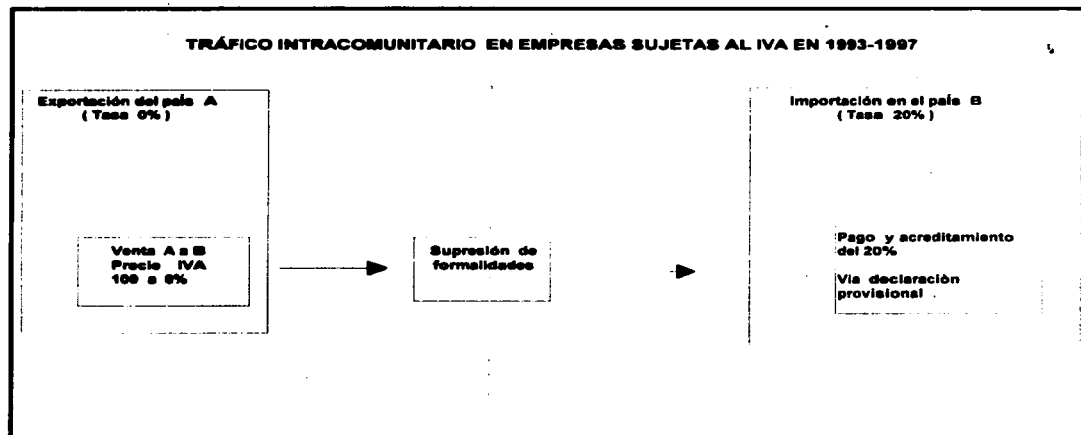 TRÁFICO INTRACOMUNITARIO EN EMPRESAS SUJETAS AL IVA EN 1993-1997
Exportación del país A
( Tasa 0% )
Importación en el país B
( Tasa 20% )
Venta A a B
Precio IVA
100 a 0%
Supresión de
formalidades
Pago y acreditamiento
del 20%
Vía declaración
provisional